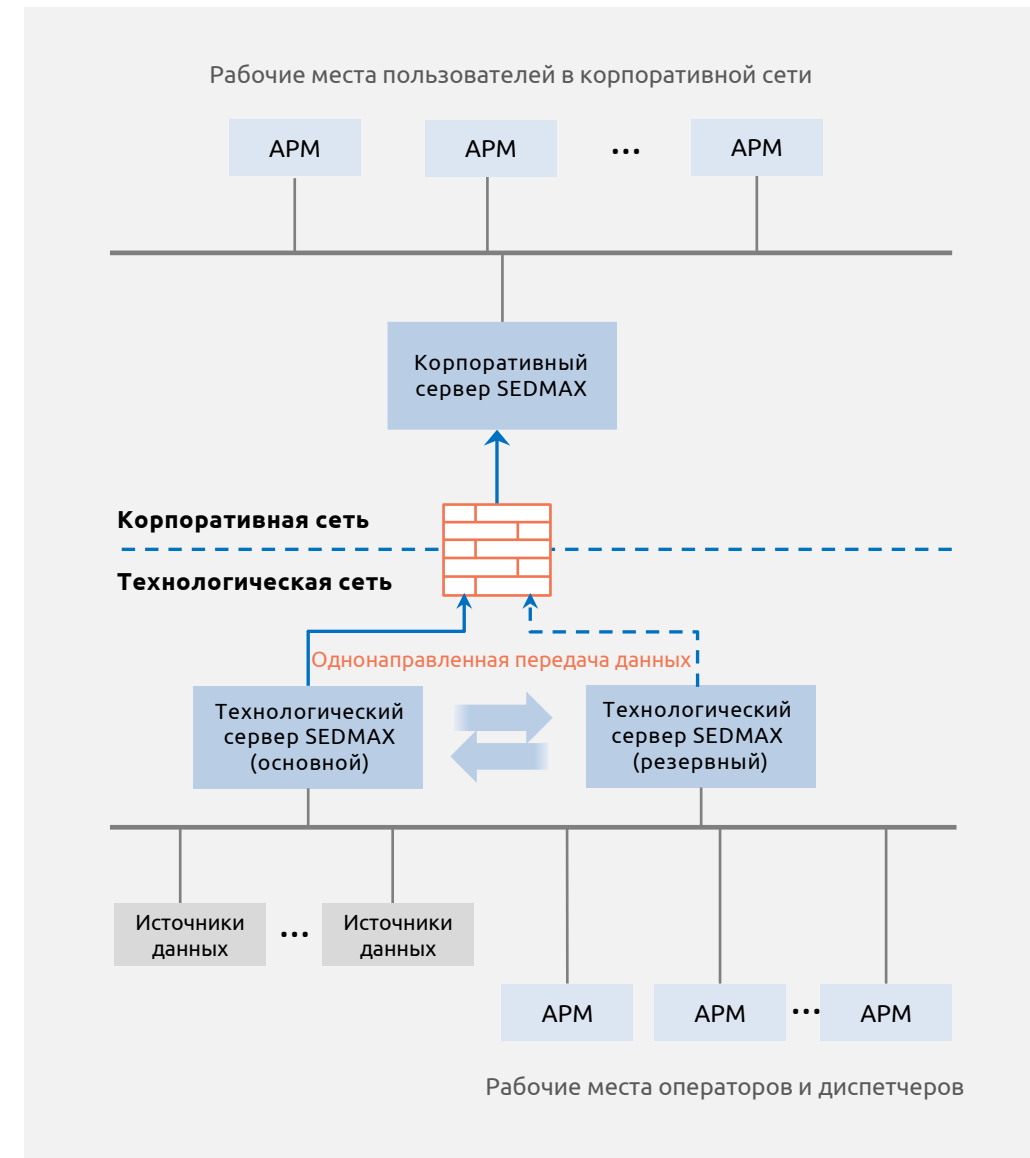 Рабочие места пользователей в корпоративной сети
АРМ
АРМ
...
АРМ
Корпоративный
сервер SEDMAX
Корпоративная сеть
Технологическая сеть
Однонаправленная передача данных
Технологический
сервер SEDMAX
(основной)
Технологический
сервер SEDMAX
(резервный)
Источники
данных
...
Источники
данных
АРМ
АРМ
...
АРМ
Рабочие места операторов и диспетчеров